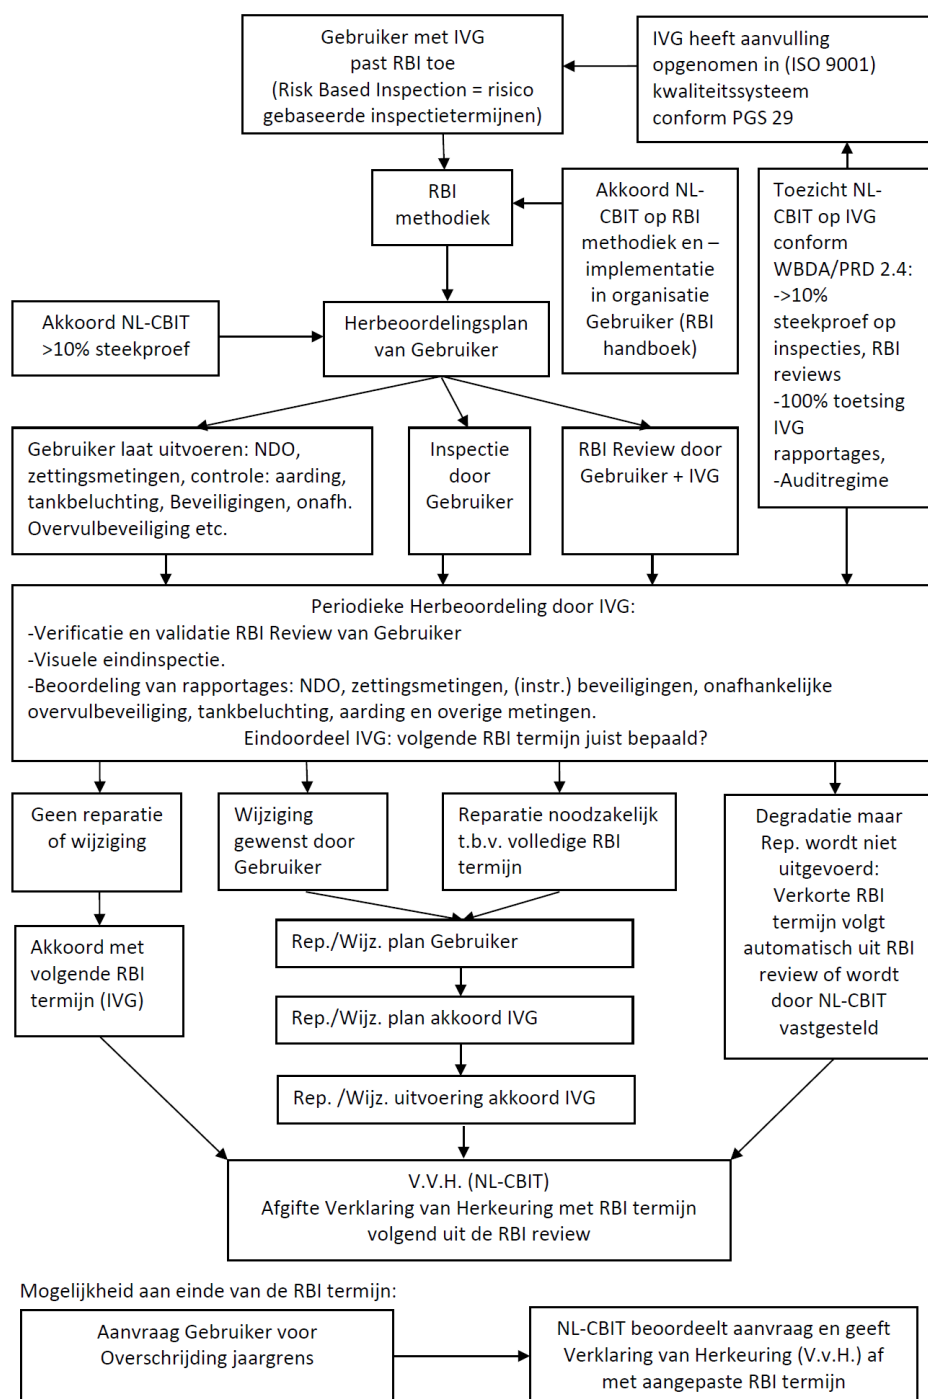 Gebruiker met IVG
past RBI toe
(Risk Based Inspection = risico
gebaseerde inspectietermijnen)
IVG heeft aanvulling
opgenomen in (ISO 9001)
kwaliteitssysteem
conform PGS 29
RBI
methodiek
Akkoord NL-
CBIT op RBI
methodiek en –
implementatie
in organisatie
Gebruiker (RBI
handboek)
Toezicht NL-
CBIT op IVG
conform
WBDA/PRD 2.4:
->10%
steekproef op
inspecties, RBI
reviews
-100% toetsing
IVG
rapportages,
-Auditregime
Akkoord NL-CBIT
>10% steekproef
Herbeoordelingsplan
van Gebruiker
Gebruiker laat uitvoeren: NDO,
zettingsmetingen, controle: aarding,
tankbeluchting, Beveiligingen, onafh.
Overvulbeveiliging etc.
Inspectie
door
Gebruiker
RBI Review door
Gebruiker + IVG
Periodieke Herbeoordeling door IVG:
-Verificatie en validatie RBI Review van Gebruiker
-Visuele eindinspectie.
-Beoordeling van rapportages: NDO, zettingsmetingen, (instr.) beveiligingen, onafhankelijke
overvulbeveiliging, tankbeluchting, aarding en overige metingen.
Eindoordeel IVG: volgende RBI termijn juist bepaald?
Geen reparatie
of wijziging
Wijziging
gewenst door
Gebruiker
Reparatie noodzakelijk
t.b.v. volledige RBI
termijn
Degradatie maar
Rep. wordt niet
uitgevoerd:
Verkorte RBI
termijn volgt
automatisch uit RBI
review of wordt
door NL-CBIT
vastgesteld
Akkoord met
volgende RBI
termijn (IVG)
Rep./Wijz. plan Gebruiker
Rep./Wijz. plan akkoord IVG
Rep. /Wijz. uitvoering akkoord IVG
V.V.H. (NL-CBIT)
Afgifte Verklaring van Herkeuring met RBI termijn
volgend uit de RBI review
Mogelijkheid aan einde van de RBI termijn:
Aanvraag Gebruiker voor
Overschrijding jaargrens
NL-CBIT beoordeelt aanvraag en geeft
Verklaring van Herkeuring (V.v.H.) af
met aangepaste RBI termijn